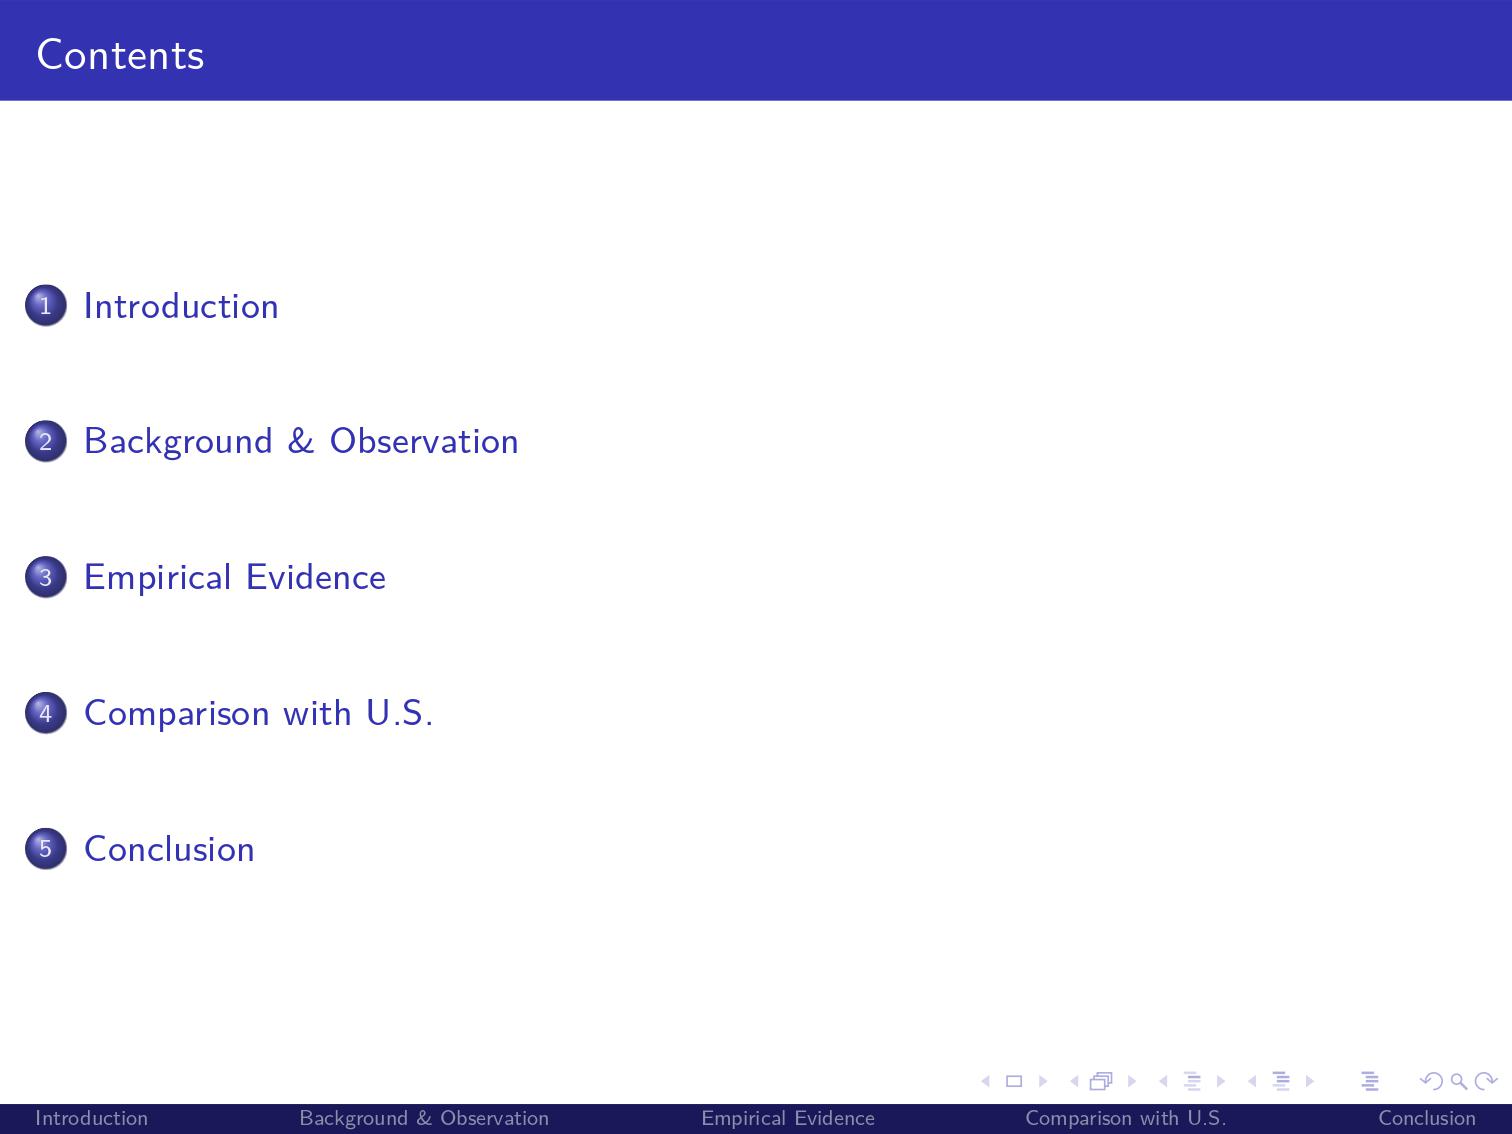 Contents
1 Introduction
2 Background & Observation
3 Empirical Evidence
4 Comparison with U.S.
5 Conclusion
Introduction Background & Observation Empirical Evidence Comparison with U.S. Conclusion